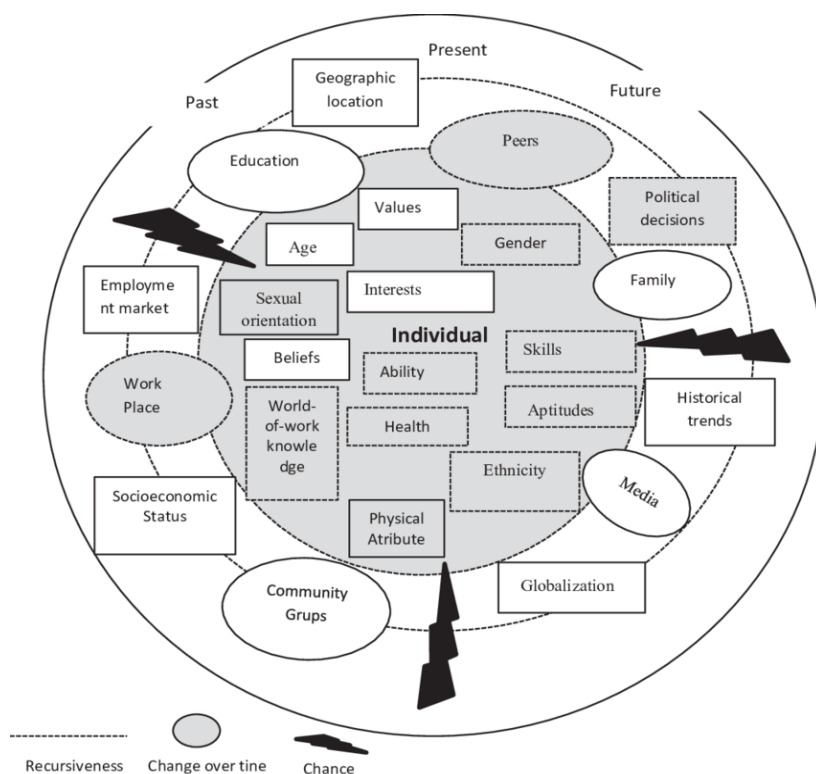 Present
Past
Future
Geographic
location
Education
Peers
Political
decisions
Values
Age
Gender
Family
Employme
nt market
Sexual
orientation
Interests
Individual
Beliefs
Skills
Ability
Work
Place
World-
of-work
knowle
dge
Health
Aptitudes
Historical
trends
Ethnicity
Media
Socioeconomic
Status
Physical
Atribute
Globalization
Community
Grups
Recursiveness
Change over tine
Chance